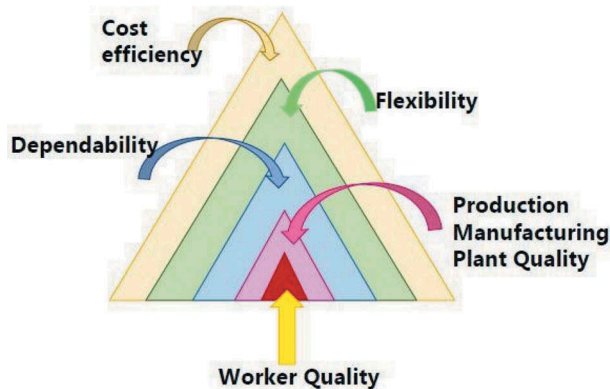 Cost
efficiency
Flexibility
Dependability
Production
Manufacturing
Plant Quality
Worker Quality